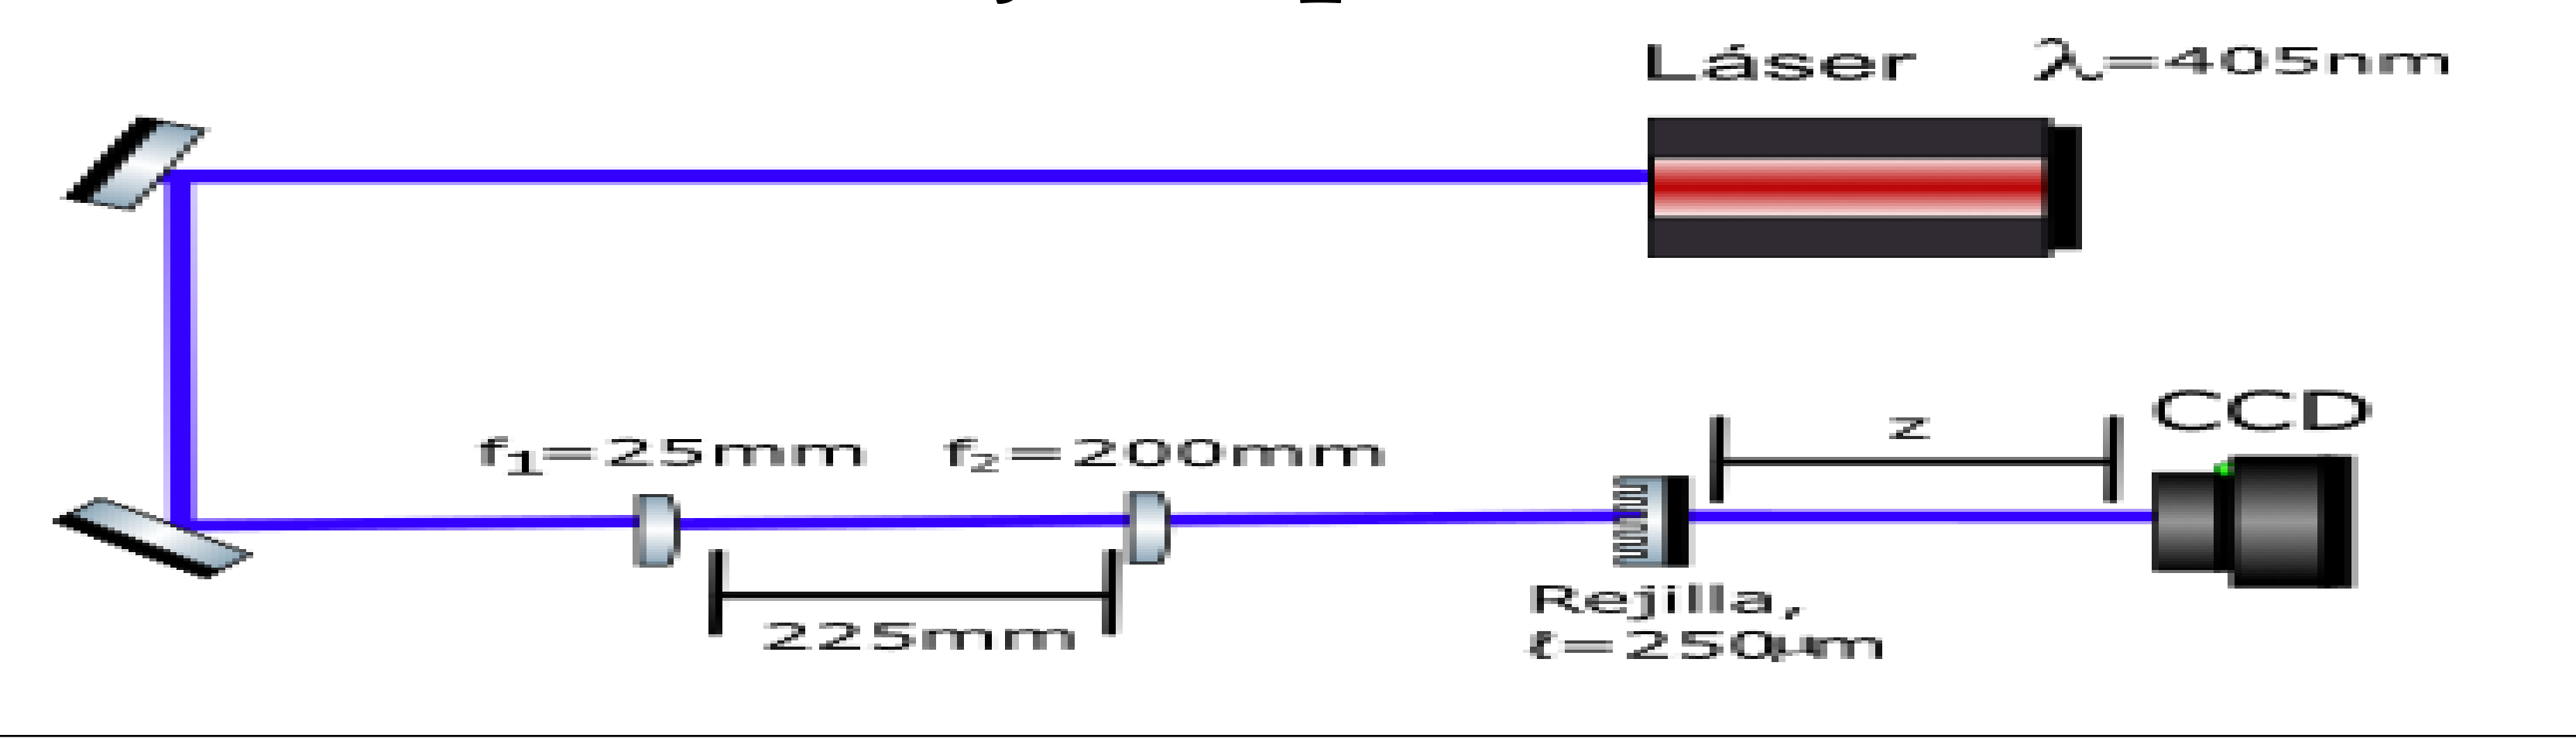 Láser λ=405nm
f₁=25mm f₂=200mm
z
CCD
225mm
Rejilla,
ℓ=250μm